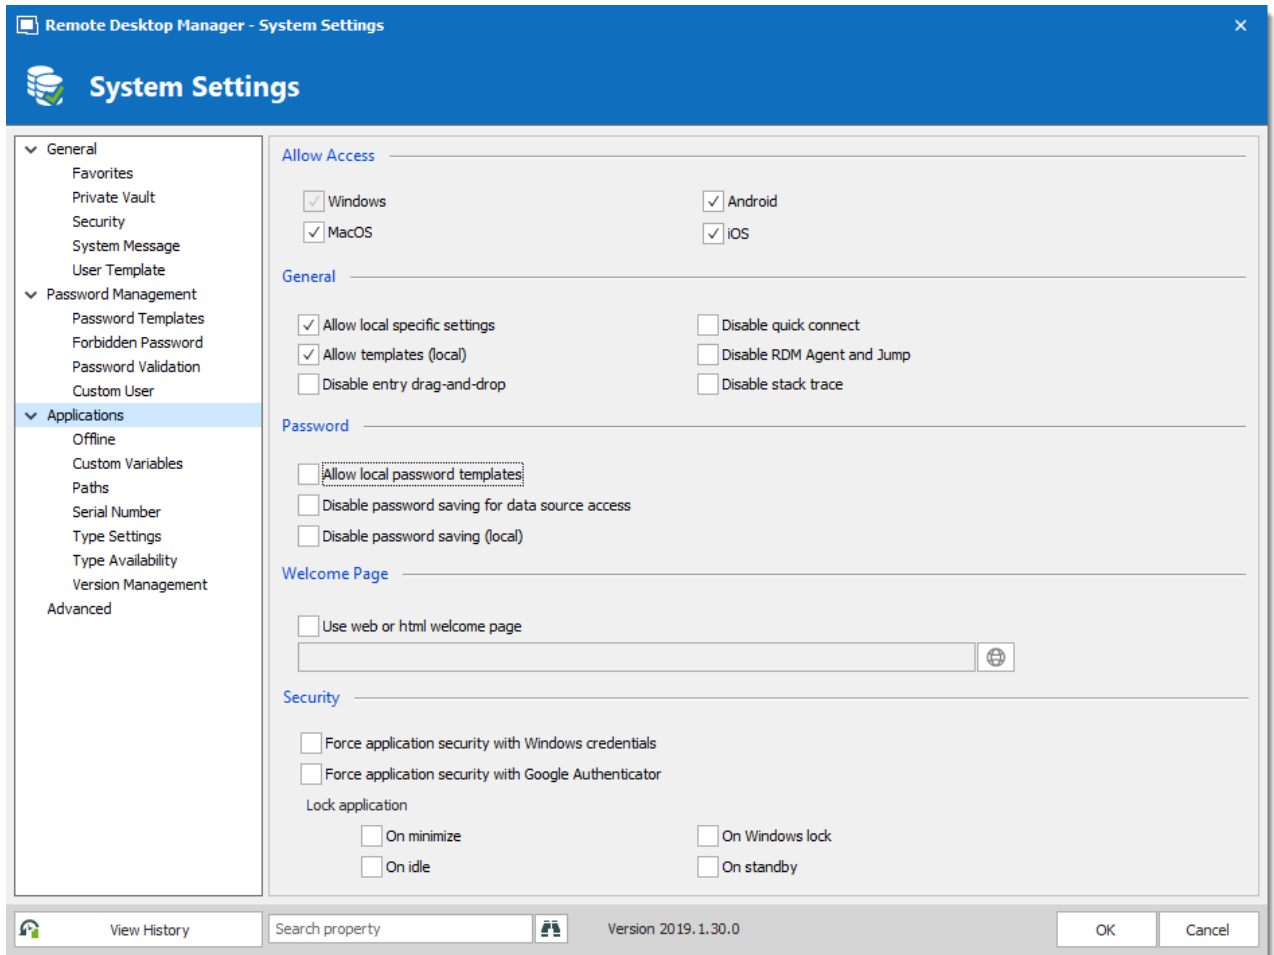 Remote Desktop Manager - System Settings
System Settings
General
Favorites
Private Vault
Security
System Message
User Template
Password Management
Password Templates
Forbidden Password
Password Validation
Custom User
Applications
Offline
Custom Variables
Paths
Serial Number
Type Settings
Type Availability
Version Management
Advanced
Allow Access
Windows
Android
MacOS
iOS
General
Allow local specific settings
Disable quick connect
Allow templates (local)
Disable RDM Agent and Jump
Disable entry drag-and-drop
Disable stack trace
Password
Allow local password templates
Disable password saving for data source access
Disable password saving (local)
Welcome Page
Use web or html welcome page
Security
Force application security with Windows credentials
Force application security with Google Authenticator
Lock application
On minimize
On Windows lock
On idle
On standby
View History
Search property
Version 2019.1.30.0
OK
Cancel